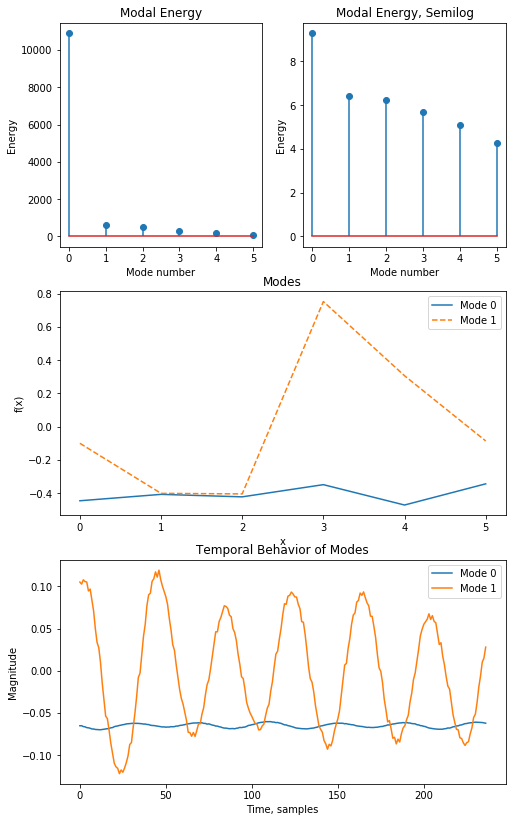 Modal Energy
10000
8000
6000
4000
2000
0
Energy
0 1 2 3 4 5
Mode number
Modal Energy, Semilog
8
6
4
2
0
Energy
0 1 2 3 4 5
Mode number
Modes
0.8
0.6
0.4
0.2
0.0
−0.2
−0.4
f(x)
Mode 0
Mode 1
0 1 2 3 4 5
x
Temporal Behavior of Modes
0.10
0.05
0.00
−0.05
−0.10
Magnitude
Mode 0
Mode 1
0 50 100 150 200
Time, samples